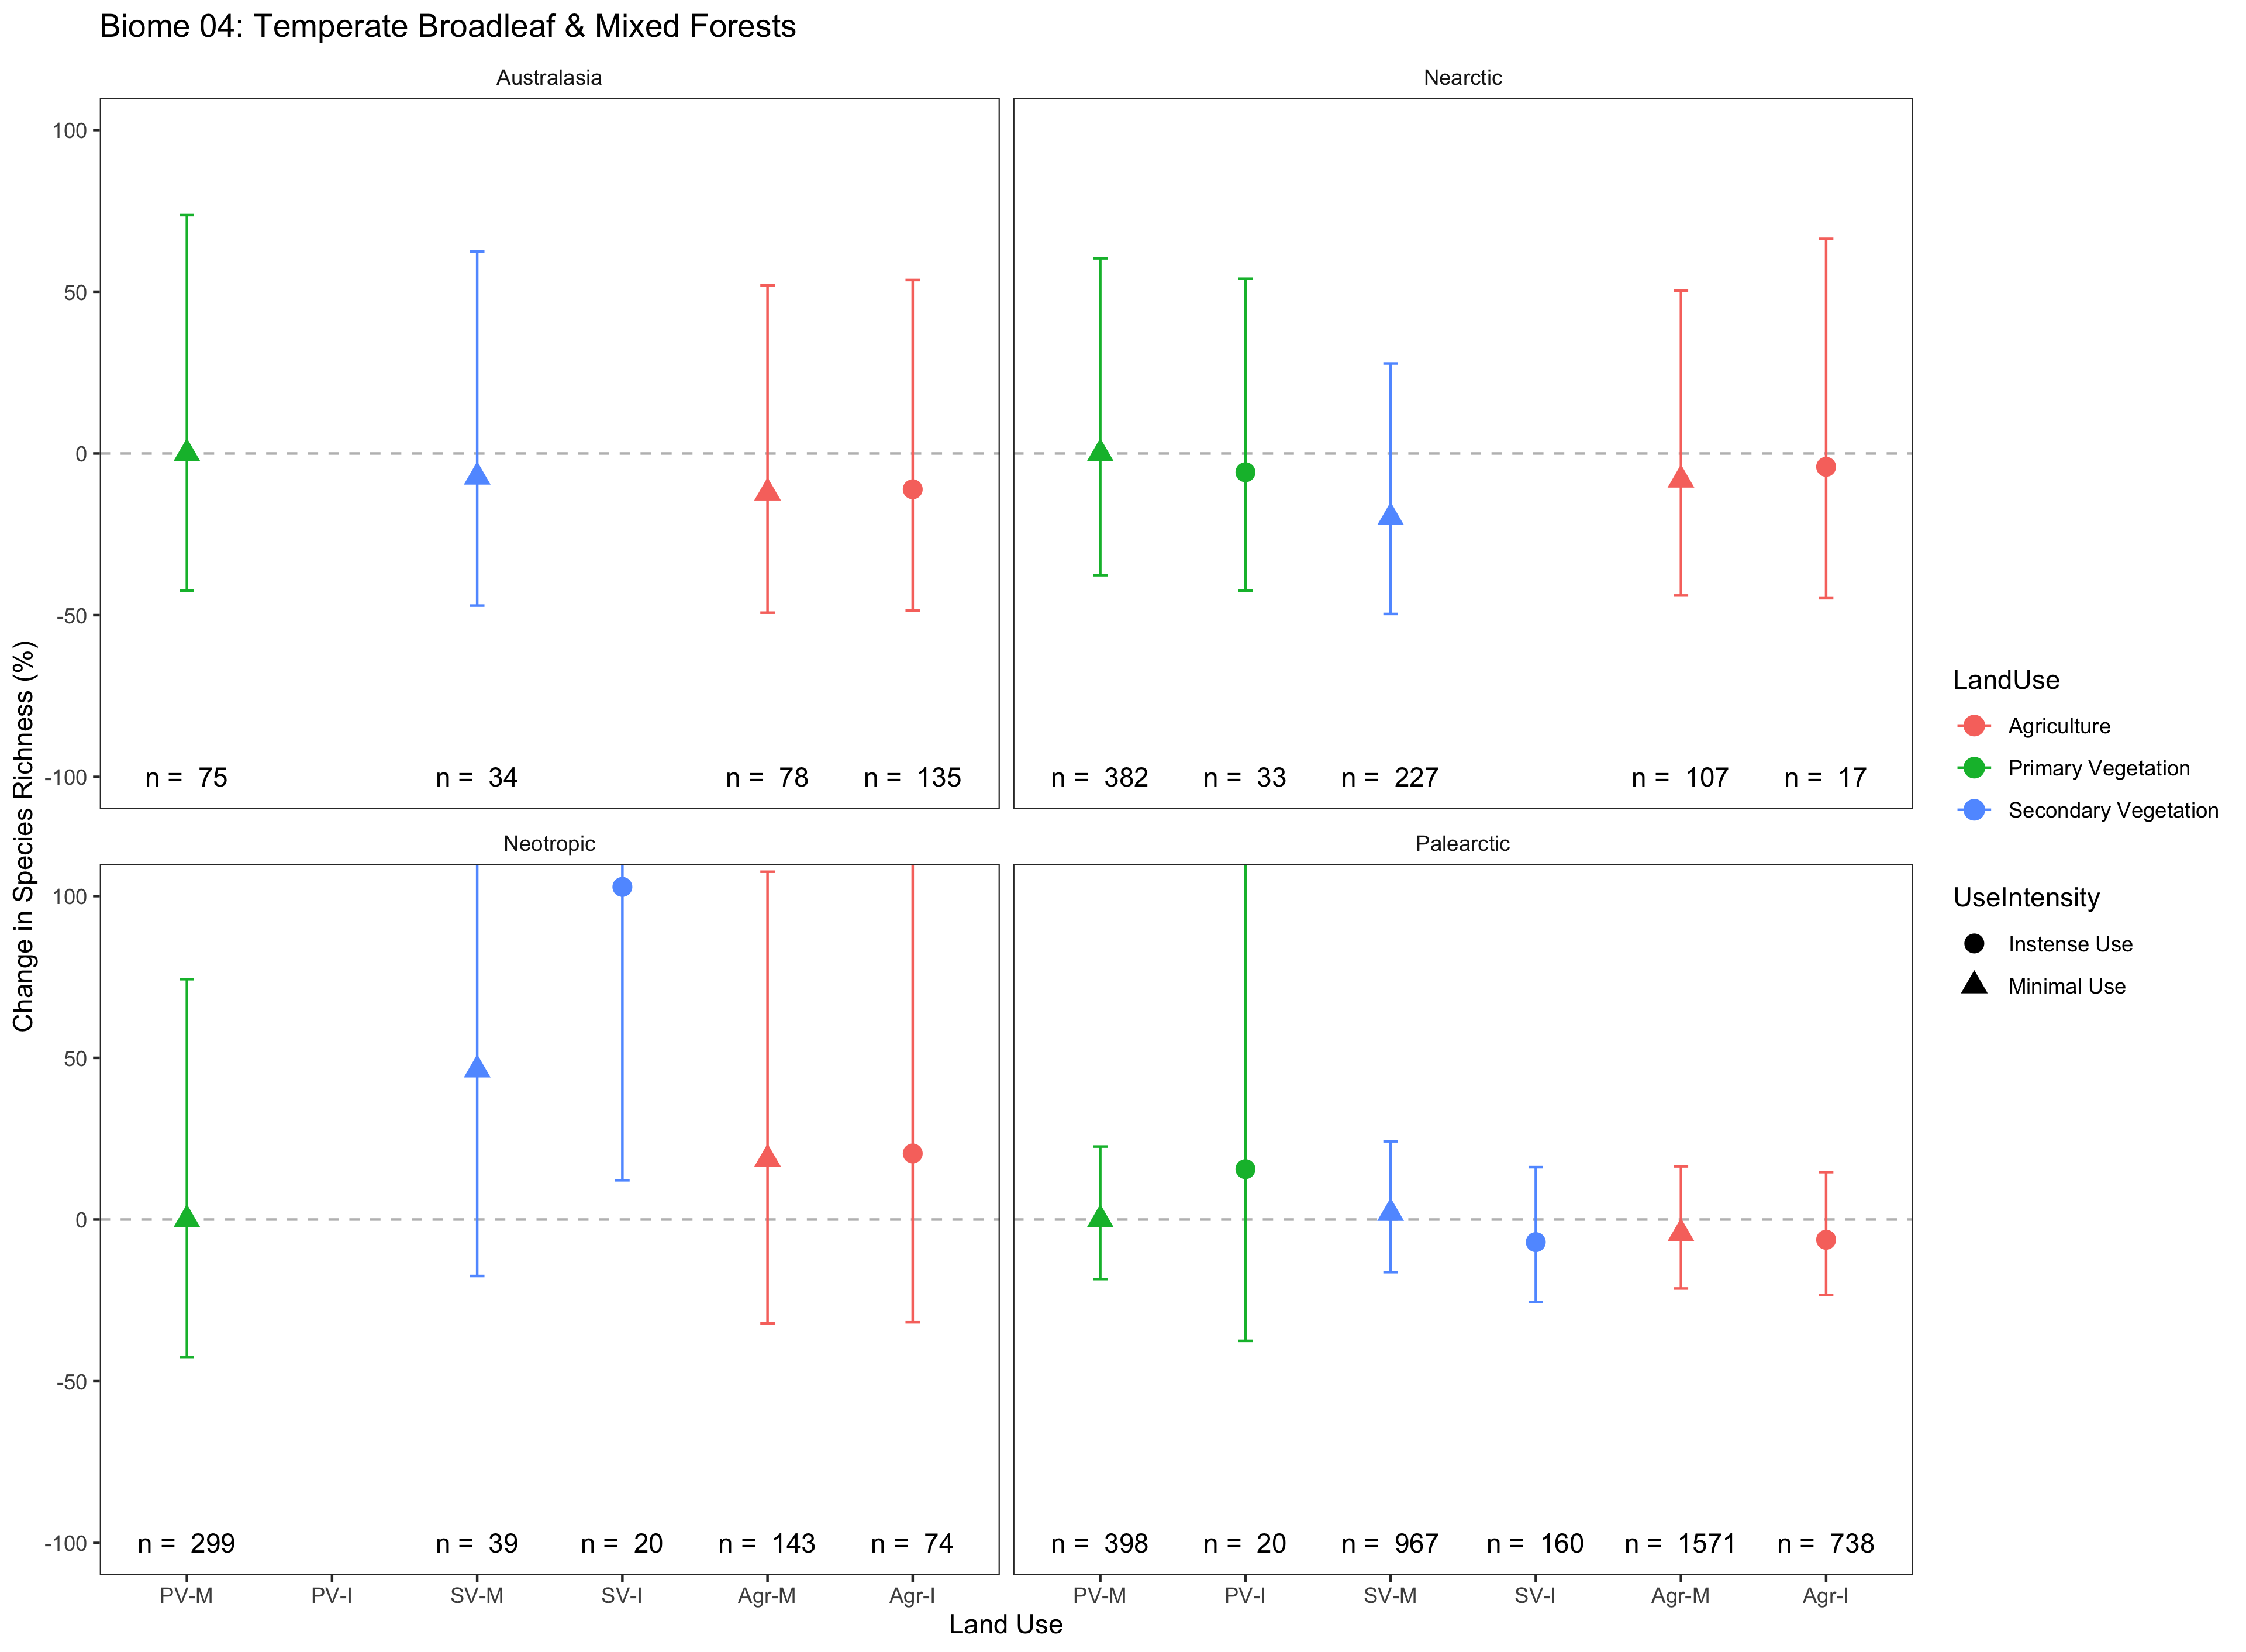 Biome 04: Temperate Broadleaf & Mixed Forests
Australasia
Nearctic
100
50
0
-50
-100
n = 75
n = 34
n = 78
n = 135
n = 382
n = 33
n = 227
n = 107
n = 17
Neotropic
Palearctic
100
50
0
-50
-100
n = 299
n = 39
n = 20
n = 143
n = 74
n = 398
n = 20
n = 967
n = 160
n = 1571
n = 738
PV-M
PV-I
SV-M
SV-I
Agr-M
Agr-I
PV-M
PV-I
SV-M
SV-I
Agr-M
Agr-I
Land Use
Change in Species Richness (%)
LandUse
Agriculture
Primary Vegetation
Secondary Vegetation
UseIntensity
Instense Use
Minimal Use